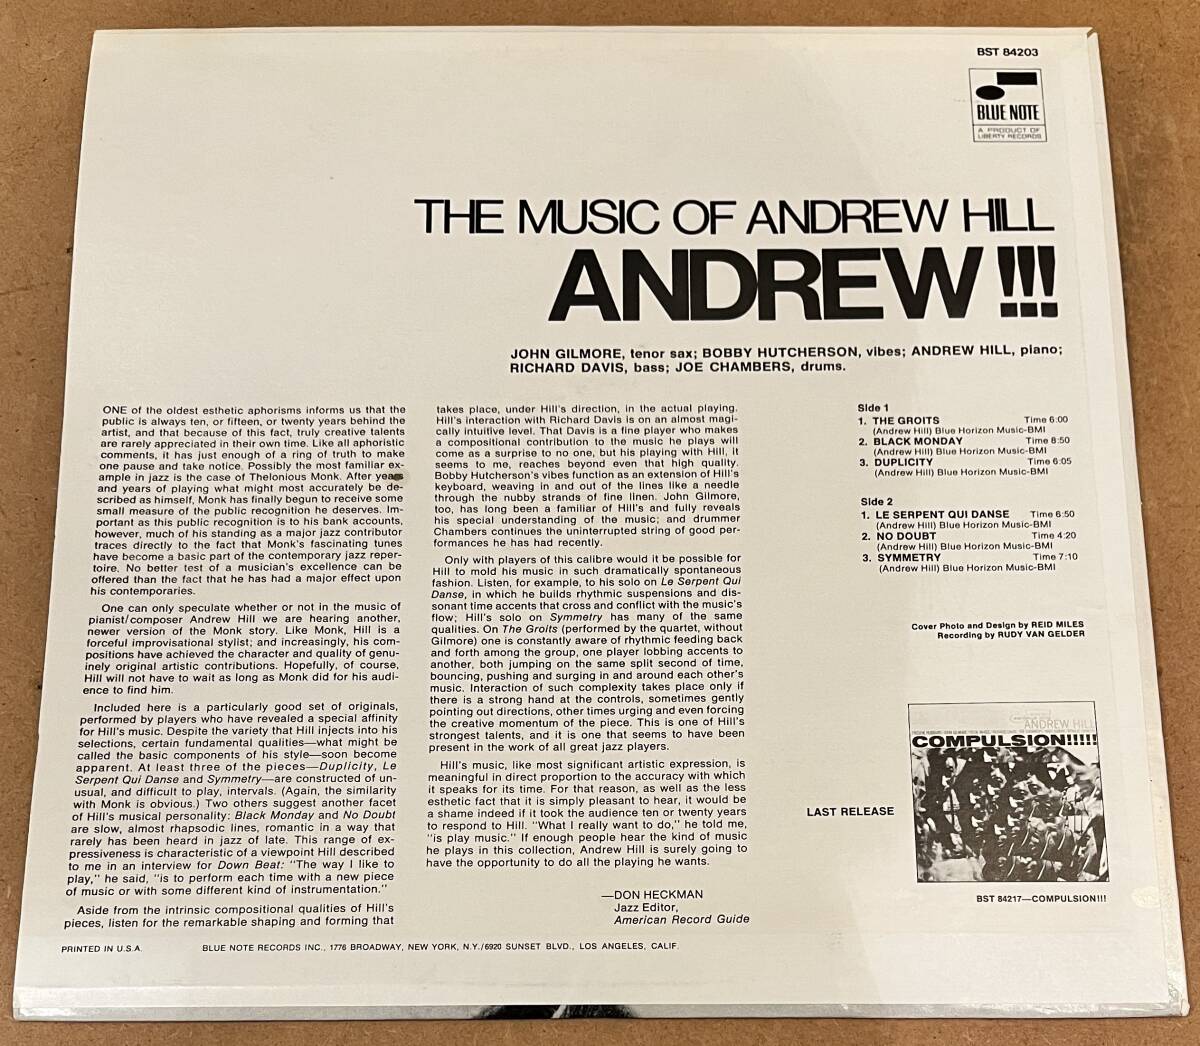 BST 84203
BLUE NOTE
A PRODUCT OF
LIBERTY RECORDS
THE MUSIC OF ANDREW HILL
ANDREW!!!
JOHN GILMORE, tenor sax; BOBBY HUTCHERSON, vibes; ANDREW HILL, piano;
RICHARD DAVIS, bass; JOE CHAMBERS, drums.
ONE of the oldest esthetic aphorisms informs us that the
public is always ten, or fifteen, or twenty years behind the
artist, and that because of this fact, truly creative talents
are rarely appreciated in their own time. Like all aphoristic
comments, it has just enough of a ring of truth to make
one pause and take notice. Possibly the most familiar ex-
ample in jazz is the case of Thelonious Monk. After years
and years of playing what might most accurately be de-
scribed as himself, Monk has finally begun to receive some
small measure of the public recognition he deserves. Im-
portant as this public recognition is to his bank accounts,
however, much of his standing as a major jazz contributor
traces directly to the fact that Monk's fascinating tunes
have become a basic part of the contemporary jazz reper-
toire. No better test of a musician's excellence can be
offered than the fact that he has had a major effect upon
his contemporaries.
One can only speculate whether or not in the music of
pianist/composer Andrew Hill we are hearing another,
newer version of the Monk story. Like Monk, Hill is a
forceful improvisational stylist; and increasingly, his com-
positions have achieved the character and quality of genu-
inely original artistic contributions. Hopefully, of course,
Hill will not have to wait as long as Monk did for his audi-
ence to find him.
Included here is a particularly good set of originals,
performed by players who have revealed a special affinity
for Hill's music. Despite the variety that Hill injects into his
selections, certain fundamental qualities—what might be
called the basic components of his style—soon become
apparent. At least three of the pieces—Duplicity, Le
Serpent Qui Danse and Symmetry—are constructed of un-
usual, and difficult to play, intervals. (Again, the similarity
with Monk is obvious.) Two others suggest another facet
of Hill's musical personality: Black Monday and No Doubt
are slow, almost rhapsodic lines, romantic in a way that
rarely has been heard in jazz of late. This range of ex-
pressiveness is characteristic of a viewpoint Hill described
to me in an interview for Down Beat: "The way I like to
play," he said, "is to perform each time with a new piece
of music or with some different kind of instrumentation."
Aside from the intrinsic compositional qualities of Hill's
pieces, listen for the remarkable shaping and forming that
takes place, under Hill's direction, in the actual playing.
Hill's interaction with Richard Davis is on an almost magi-
cally intuitive level. That Davis is a fine player who makes
a compositional contribution to the music he plays will
come as a surprise to no one, but his playing with Hill, it
seems to me, reaches beyond even that high quality.
Bobby Hutcherson's vibes function as an extension of Hill's
keyboard, weaving in and out of the lines like a needle
through the nubby strands of fine linen. John Gilmore,
too, has long been a familiar of Hill's and fully reveals
his special understanding of the music; and drummer
Chambers continues the uninterrupted string of good per-
formances he has had recently.
Only with players of this calibre would it be possible for
Hill to mold his music in such dramatically spontaneous
fashion. Listen, for example, to his solo on Le Serpent Qui
Danse, in which he builds rhythmic suspensions and dis-
sonant time accents that cross and conflict with the music's
flow; Hill's solo on Symmetry has many of the same
qualities. On The Groits (performed by the quartet, without
Gilmore) one is constantly aware of rhythmic feeding back
and forth among the group, one player lobbing accents to
another, both jumping on the same split second of time,
bouncing, pushing and surging in and around each other's
music. Interaction of such complexity takes place only if
there is a strong hand at the controls, sometimes gently
pointing out directions, other times urging and even forcing
the creative momentum of the piece. This is one of Hill's
strongest talents, and it is one that seems to have been
present in the work of all great jazz players.
Hill's music, like most significant artistic expression, is
meaningful in direct proportion to the accuracy with which
it speaks for its time. For that reason, as well as the less
esthetic fact that it is simply pleasant to hear, it would be
a shame indeed if it took the audience ten or twenty years
to respond to Hill. "What I really want to do," he told me,
"is play music." If enough people hear the kind of music
he plays in this collection, Andrew Hill is surely going to
have the opportunity to do all the playing he wants.
—DON HECKMAN
Jazz Editor,
American Record Guide
Side 1
1. THE GROITS Time 6:00
(Andrew Hill) Blue Horizon Music-BMI
2. BLACK MONDAY Time 8:50
(Andrew Hill) Blue Horizon Music-BMI
3. DUPLICITY Time 6:05
(Andrew Hill) Blue Horizon Music-BMI
Side 2
1. LE SERPENT QUI DANSE Time 6:50
(Andrew Hill) Blue Horizon Music-BMI
2. NO DOUBT Time 4:20
(Andrew Hill) Blue Horizon Music-BMI
3. SYMMETRY Time 7:10
(Andrew Hill) Blue Horizon Music-BMI
Cover Photo and Design by REID MILES
Recording by RUDY VAN GELDER
LAST RELEASE
ANDREW HILL
COMPULSION!!!!!
BST 84217—COMPULSION!!!
PRINTED IN U.S.A. BLUE NOTE RECORDS INC., 1776 BROADWAY, NEW YORK, N.Y./6920 SUNSET BLVD., LOS ANGELES, CALIF.